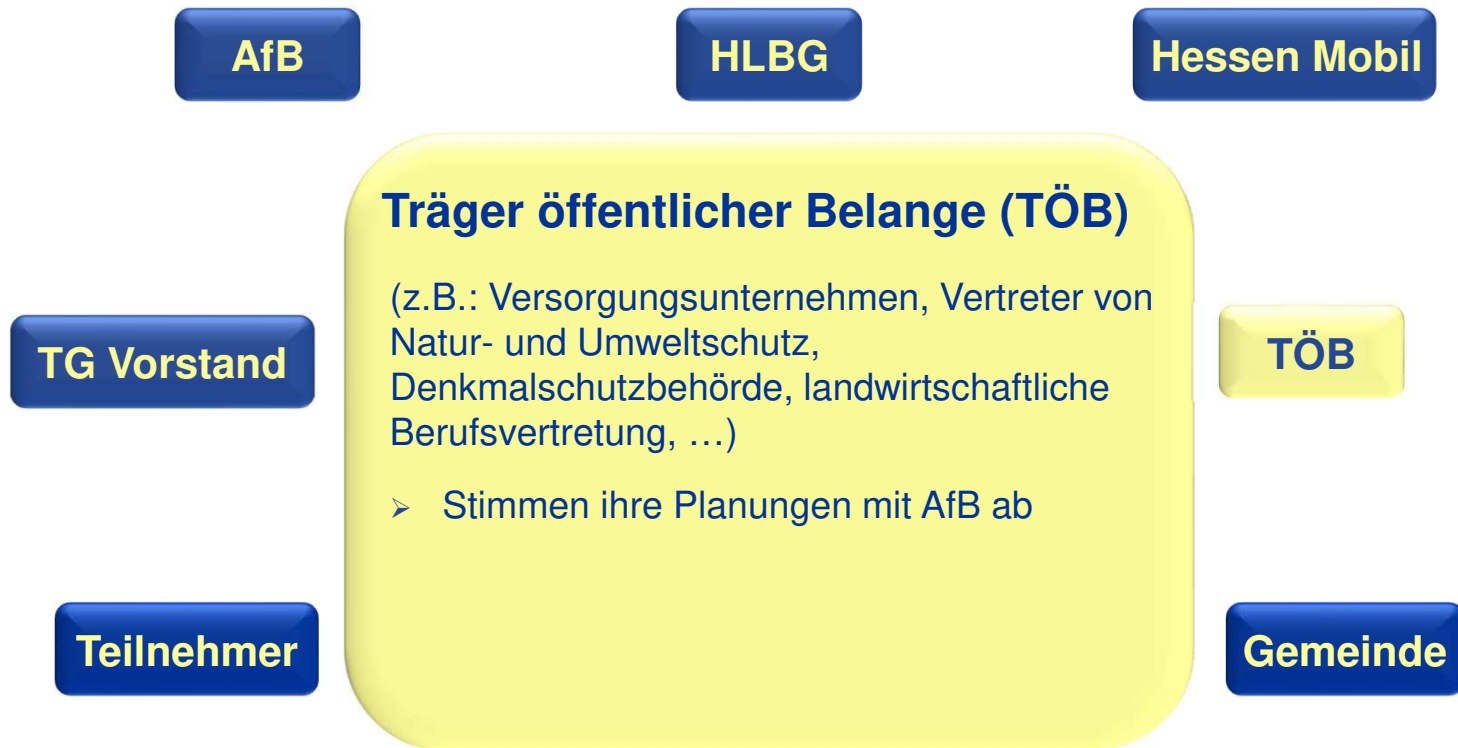 AfB
HLBG
Hessen Mobil
Träger öffentlicher Belange (TÖB)
(z.B.: Versorgungsunternehmen, Vertreter von
Natur- und Umweltschutz,
Denkmalschutzbehörde, landwirtschaftliche
Berufsvertretung, …)
➢ Stimmen ihre Planungen mit AfB ab
TG Vorstand
TÖB
Teilnehmer
Gemeinde